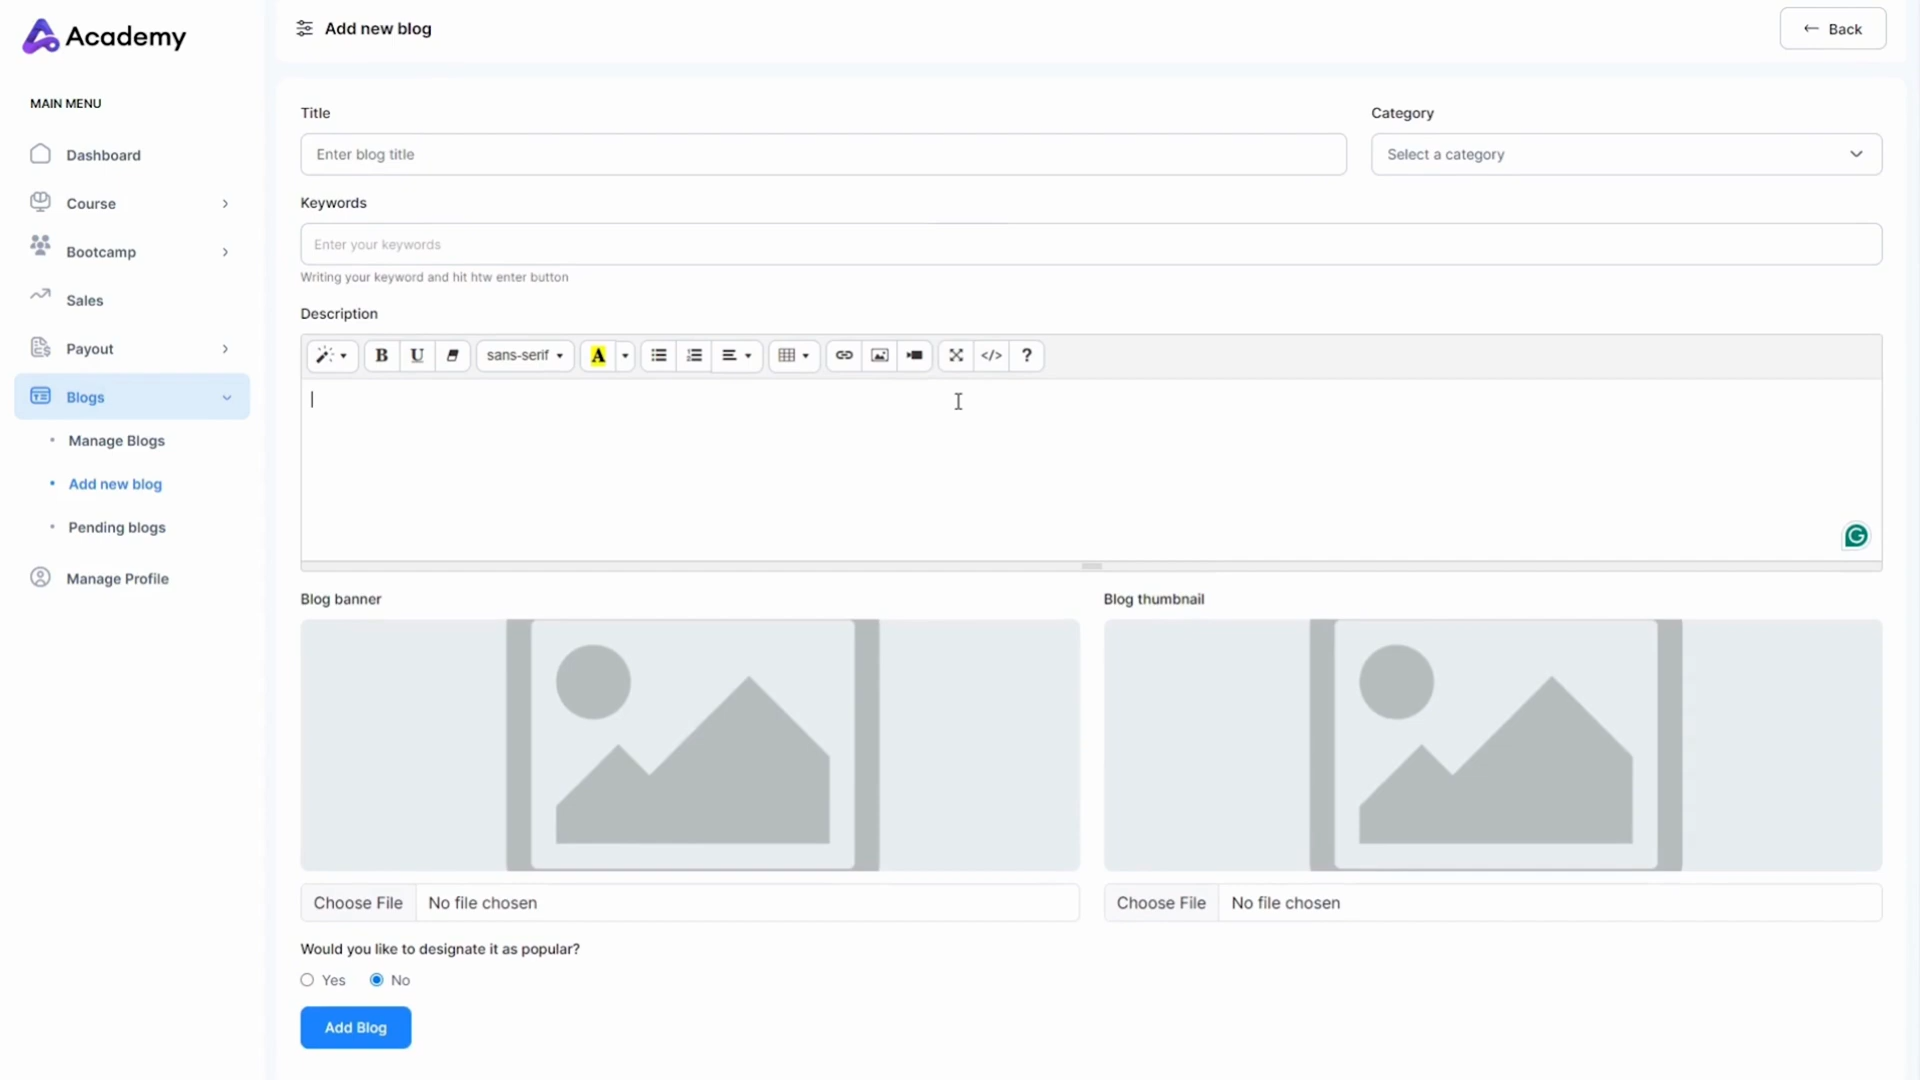 Academy
Add new blog
Back
MAIN MENU
Dashboard
Course
Bootcamp
Sales
Payout
Blogs
Manage Blogs
Add new blog
Pending blogs
Manage Profile
Title
Category
Enter blog title
Select a category
Keywords
Enter your keywords
Writing your keyword and hit htw enter button
Description
B U sans-serif A </> ?
Blog banner
Blog thumbnail
Choose File No file chosen
Choose File No file chosen
Would you like to designate it as popular?
Yes No
Add Blog